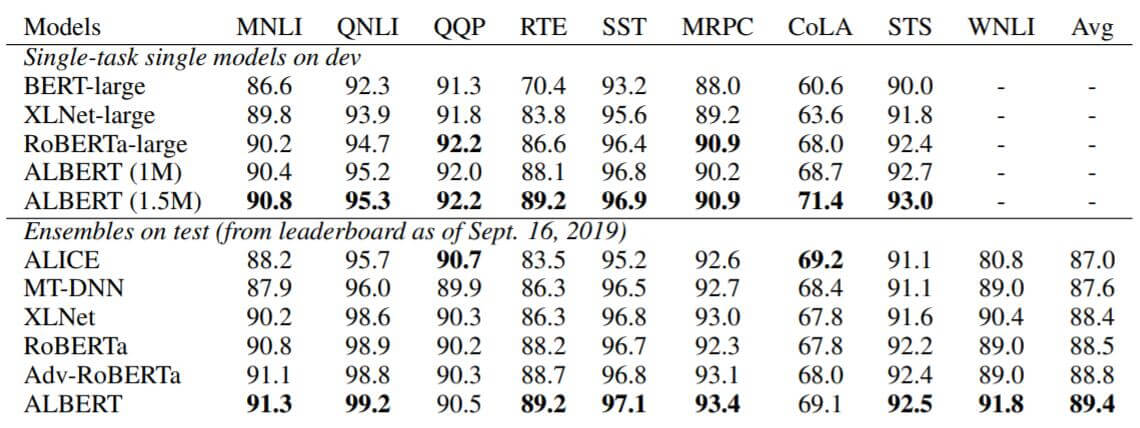 Models MNLI QNLI QQP RTE SST MRPC CoLA STS WNLI Avg
Single-task single models on dev
BERT-large 86.6 92.3 91.3 70.4 93.2 88.0 60.6 90.0 - -
XLNet-large 89.8 93.9 91.8 83.8 95.6 89.2 63.6 91.8 - -
RoBERTa-large 90.2 94.7 92.2 86.6 96.4 90.9 68.0 92.4 - -
ALBERT (1M) 90.4 95.2 92.0 88.1 96.8 90.2 68.7 92.7 - -
ALBERT (1.5M) 90.8 95.3 92.2 89.2 96.9 90.9 71.4 93.0 - -
Ensembles on test (from leaderboard as of Sept. 16, 2019)
ALICE 88.2 95.7 90.7 83.5 95.2 92.6 69.2 91.1 80.8 87.0
MT-DNN 87.9 96.0 89.9 86.3 96.5 92.7 68.4 91.1 89.0 87.6
XLNet 90.2 98.6 90.3 86.3 96.8 93.0 67.8 91.6 90.4 88.4
RoBERTa 90.8 98.9 90.2 88.2 96.7 92.3 67.8 92.2 89.0 88.5
Adv-RoBERTa 91.1 98.8 90.3 88.7 96.8 93.1 68.0 92.4 89.0 88.8
ALBERT 91.3 99.2 90.5 89.2 97.1 93.4 69.1 92.5 91.8 89.4